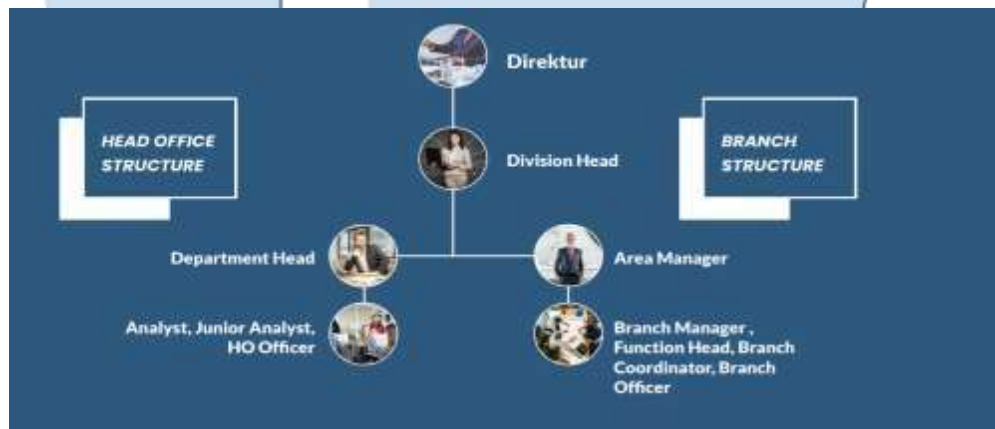 Direktur
HEAD OFFICE
STRUCTURE
BRANCH
STRUCTURE
Division Head
Department Head
Area Manager
Analyst, Junior Analyst,
HO Officer
Branch Manager ,
Function Head, Branch
Coordinator, Branch
Officer